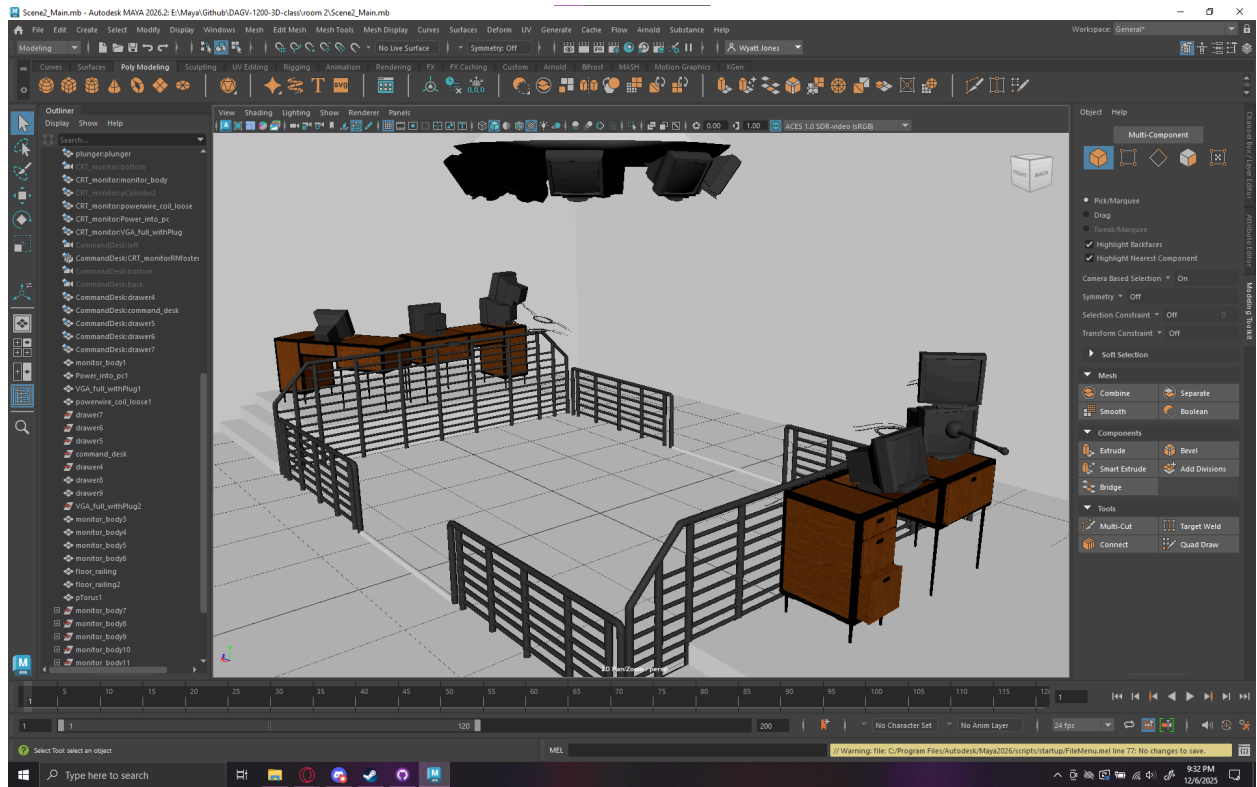 Scene2_Main.mb - Autodesk MAYA 2026.2: E:\Maya\Github\DAGV-1200-3D-class\room 2\Scene2_Main.mb
File Edit Create Select Modify Display Windows Mesh Edit Mesh Mesh Tools Mesh Display Curves Surfaces Deform UV Generate Cache Flow Arnold Substance Help
Workspace: General*
Modeling
No Live Surface
Symmetry: Off
Wyatt Jones
Curves Surfaces Poly Modeling Sculpting UV Editing Rigging Animation Rendering FX FX Caching Custom Arnold Bifrost MASH Motion Graphics XGen
Outliner
Display Show Help
Search...
plunger:plunger
CRT_monitor:bottom
CRT_monitor:monitor_body
CRT_monitor:pCylinder2
CRT_monitor:powerwire_coil_loose
CRT_monitor:Power_into_pc
CRT_monitor:VGA_full_withPlug
CommandDesk:left
CommandDesk:CRT_monitorRNfoster
CommandDesk:bottom
CommandDesk:back
CommandDesk:drawer4
CommandDesk:command_desk
CommandDesk:drawer5
CommandDesk:drawer6
CommandDesk:drawer7
monitor_body1
Power_into_pc1
VGA_full_withPlug1
powerwire_coil_loose1
drawer7
drawer6
drawer5
command_desk
drawer4
drawer8
drawer9
VGA_full_withPlug2
monitor_body3
monitor_body4
monitor_body5
monitor_body6
floor_railing
floor_railing2
pTorus1
monitor_body7
monitor_body8
monitor_body9
monitor_body10
monitor_body11
View Shading Lighting Show Renderer Panels
0.00 1.00 ACES 1.0 SDR-video (sRGB)
BACK
2D Pan/Zoom : persp
Object Help
Multi-Component
Pick/Marquee
Drag
Tweak/Marquee
Highlight Backfaces
Highlight Nearest Component
Camera Based Selection On
Symmetry Off
Selection Constraint Off 0
Transform Constraint Off
Soft Selection
Mesh
Combine Separate
Smooth Boolean
Components
Extrude Bevel
Smart Extrude Add Divisions
Bridge
Tools
Multi-Cut Target Weld
Connect Quad Draw
Channel Box / Layer Editor
Attribute Editor
Modeling Toolkit
1 5 10 15 20 25 30 35 40 45 50 55 60 65 70 75 80 85 90 95 100 105 110 115 120 1
1 1 120 200 No Character Set No Anim Layer 24 fps
Select Tool: select an object
MEL
// Warning: file: C:/Program Files/Autodesk/Maya2026/scripts/startup/FileMenu.mel line 77: No changes to save.
Type here to search
9:32 PM
12/6/2025